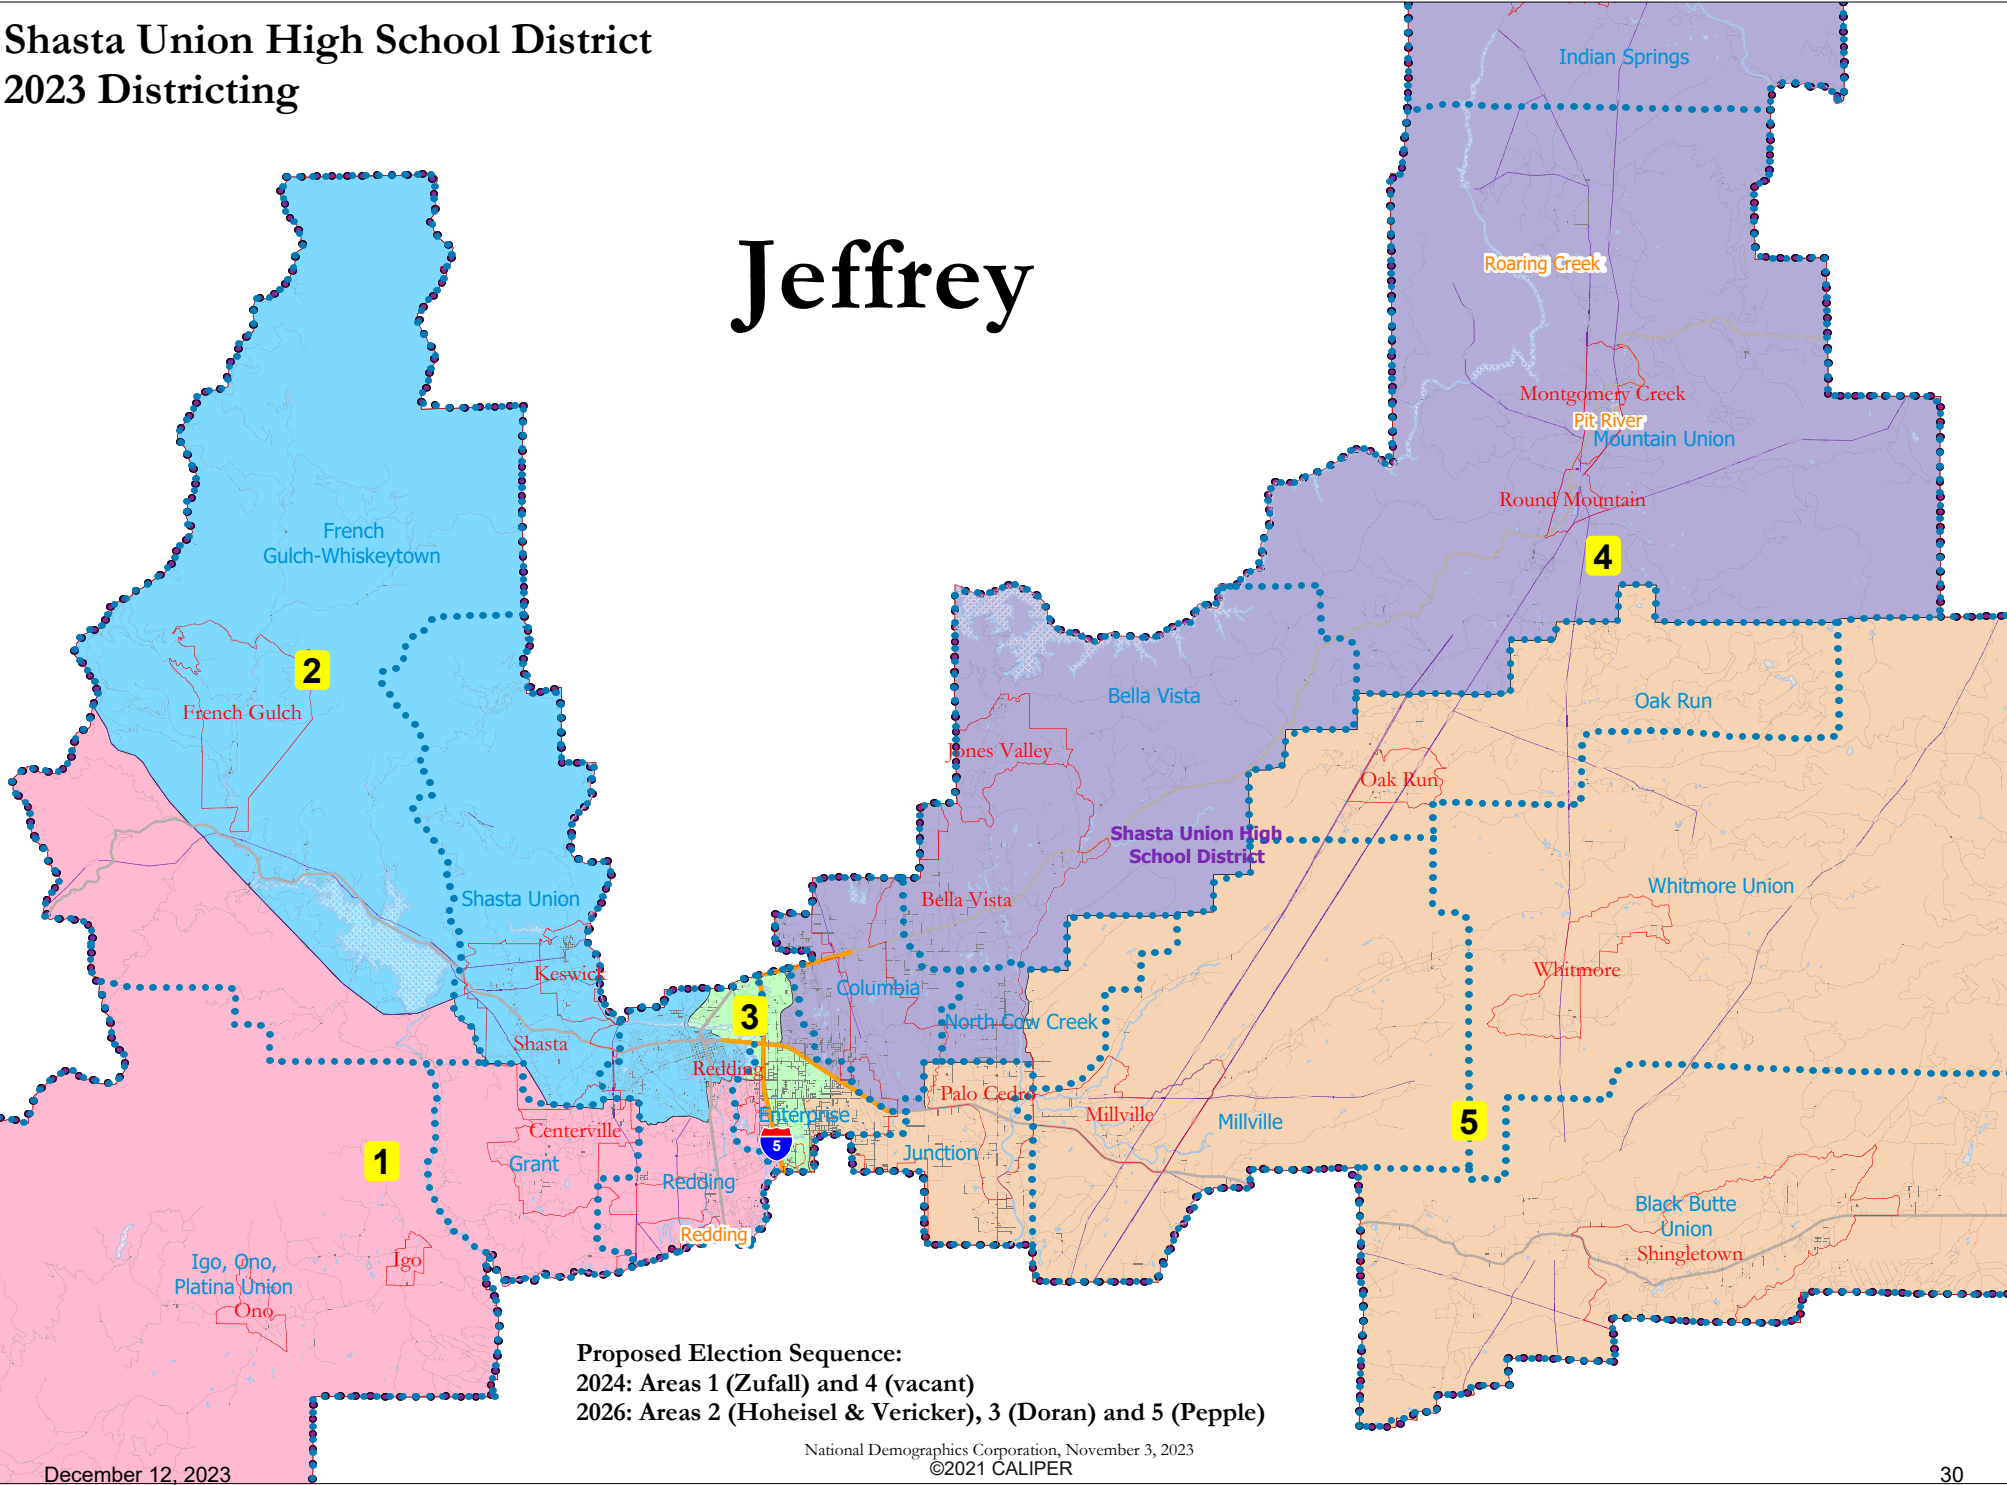 Shasta Union High School District
2023 Districting
Jeffrey
Indian Springs
Roaring Creek
Montgomery Creek
Pit River
Mountain Union
Round Mountain
4
French
Gulch-Whiskeytown
2
French Gulch
Bella Vista
Oak Run
Jones Valley
Oak Run
Shasta Union High
School District
Whitmore Union
Shasta Union
Bella Vista
Keswick
Whitmore
Columbia
3
North Cow Creek
Shasta
Redding
Palo Cedro
Enterprise
Millville
Millville
5
Centerville
5
Junction
1
Grant
Redding
Redding
Black Butte
Union
Shingletown
Igo, Ono,
Platina Union
Igo
Ono
Proposed Election Sequence:
2024: Areas 1 (Zufall) and 4 (vacant)
2026: Areas 2 (Hoheisel & Vericker), 3 (Doran) and 5 (Pepple)
National Demographics Corporation, November 3, 2023
©2021 CALIPER
December 12, 2023
30